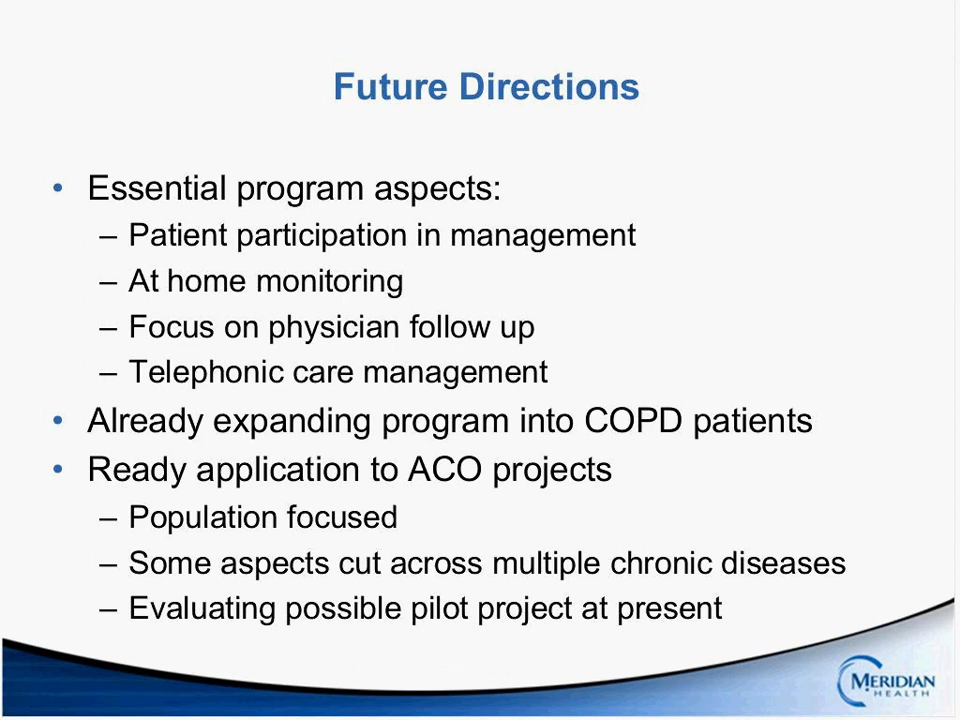 Future Directions
• Essential program aspects:
– Patient participation in management
– At home monitoring
– Focus on physician follow up
– Telephonic care management
• Already expanding program into COPD patients
• Ready application to ACO projects
– Population focused
– Some aspects cut across multiple chronic diseases
– Evaluating possible pilot project at present
MERIDIAN
HEALTH